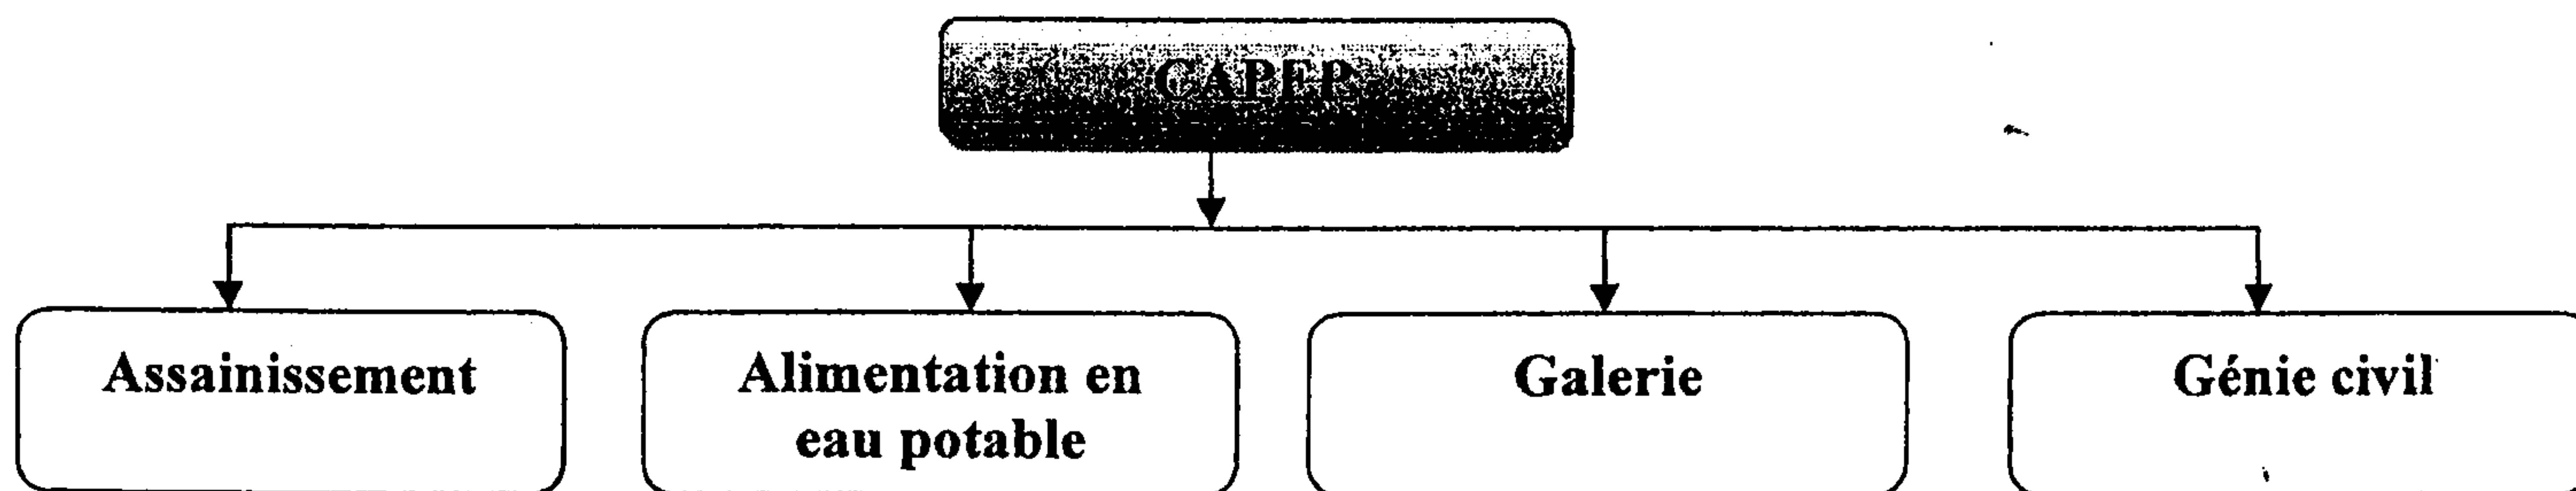 CAPEP
Assainissement
Alimentation en
eau potable
Galerie
Génie civil